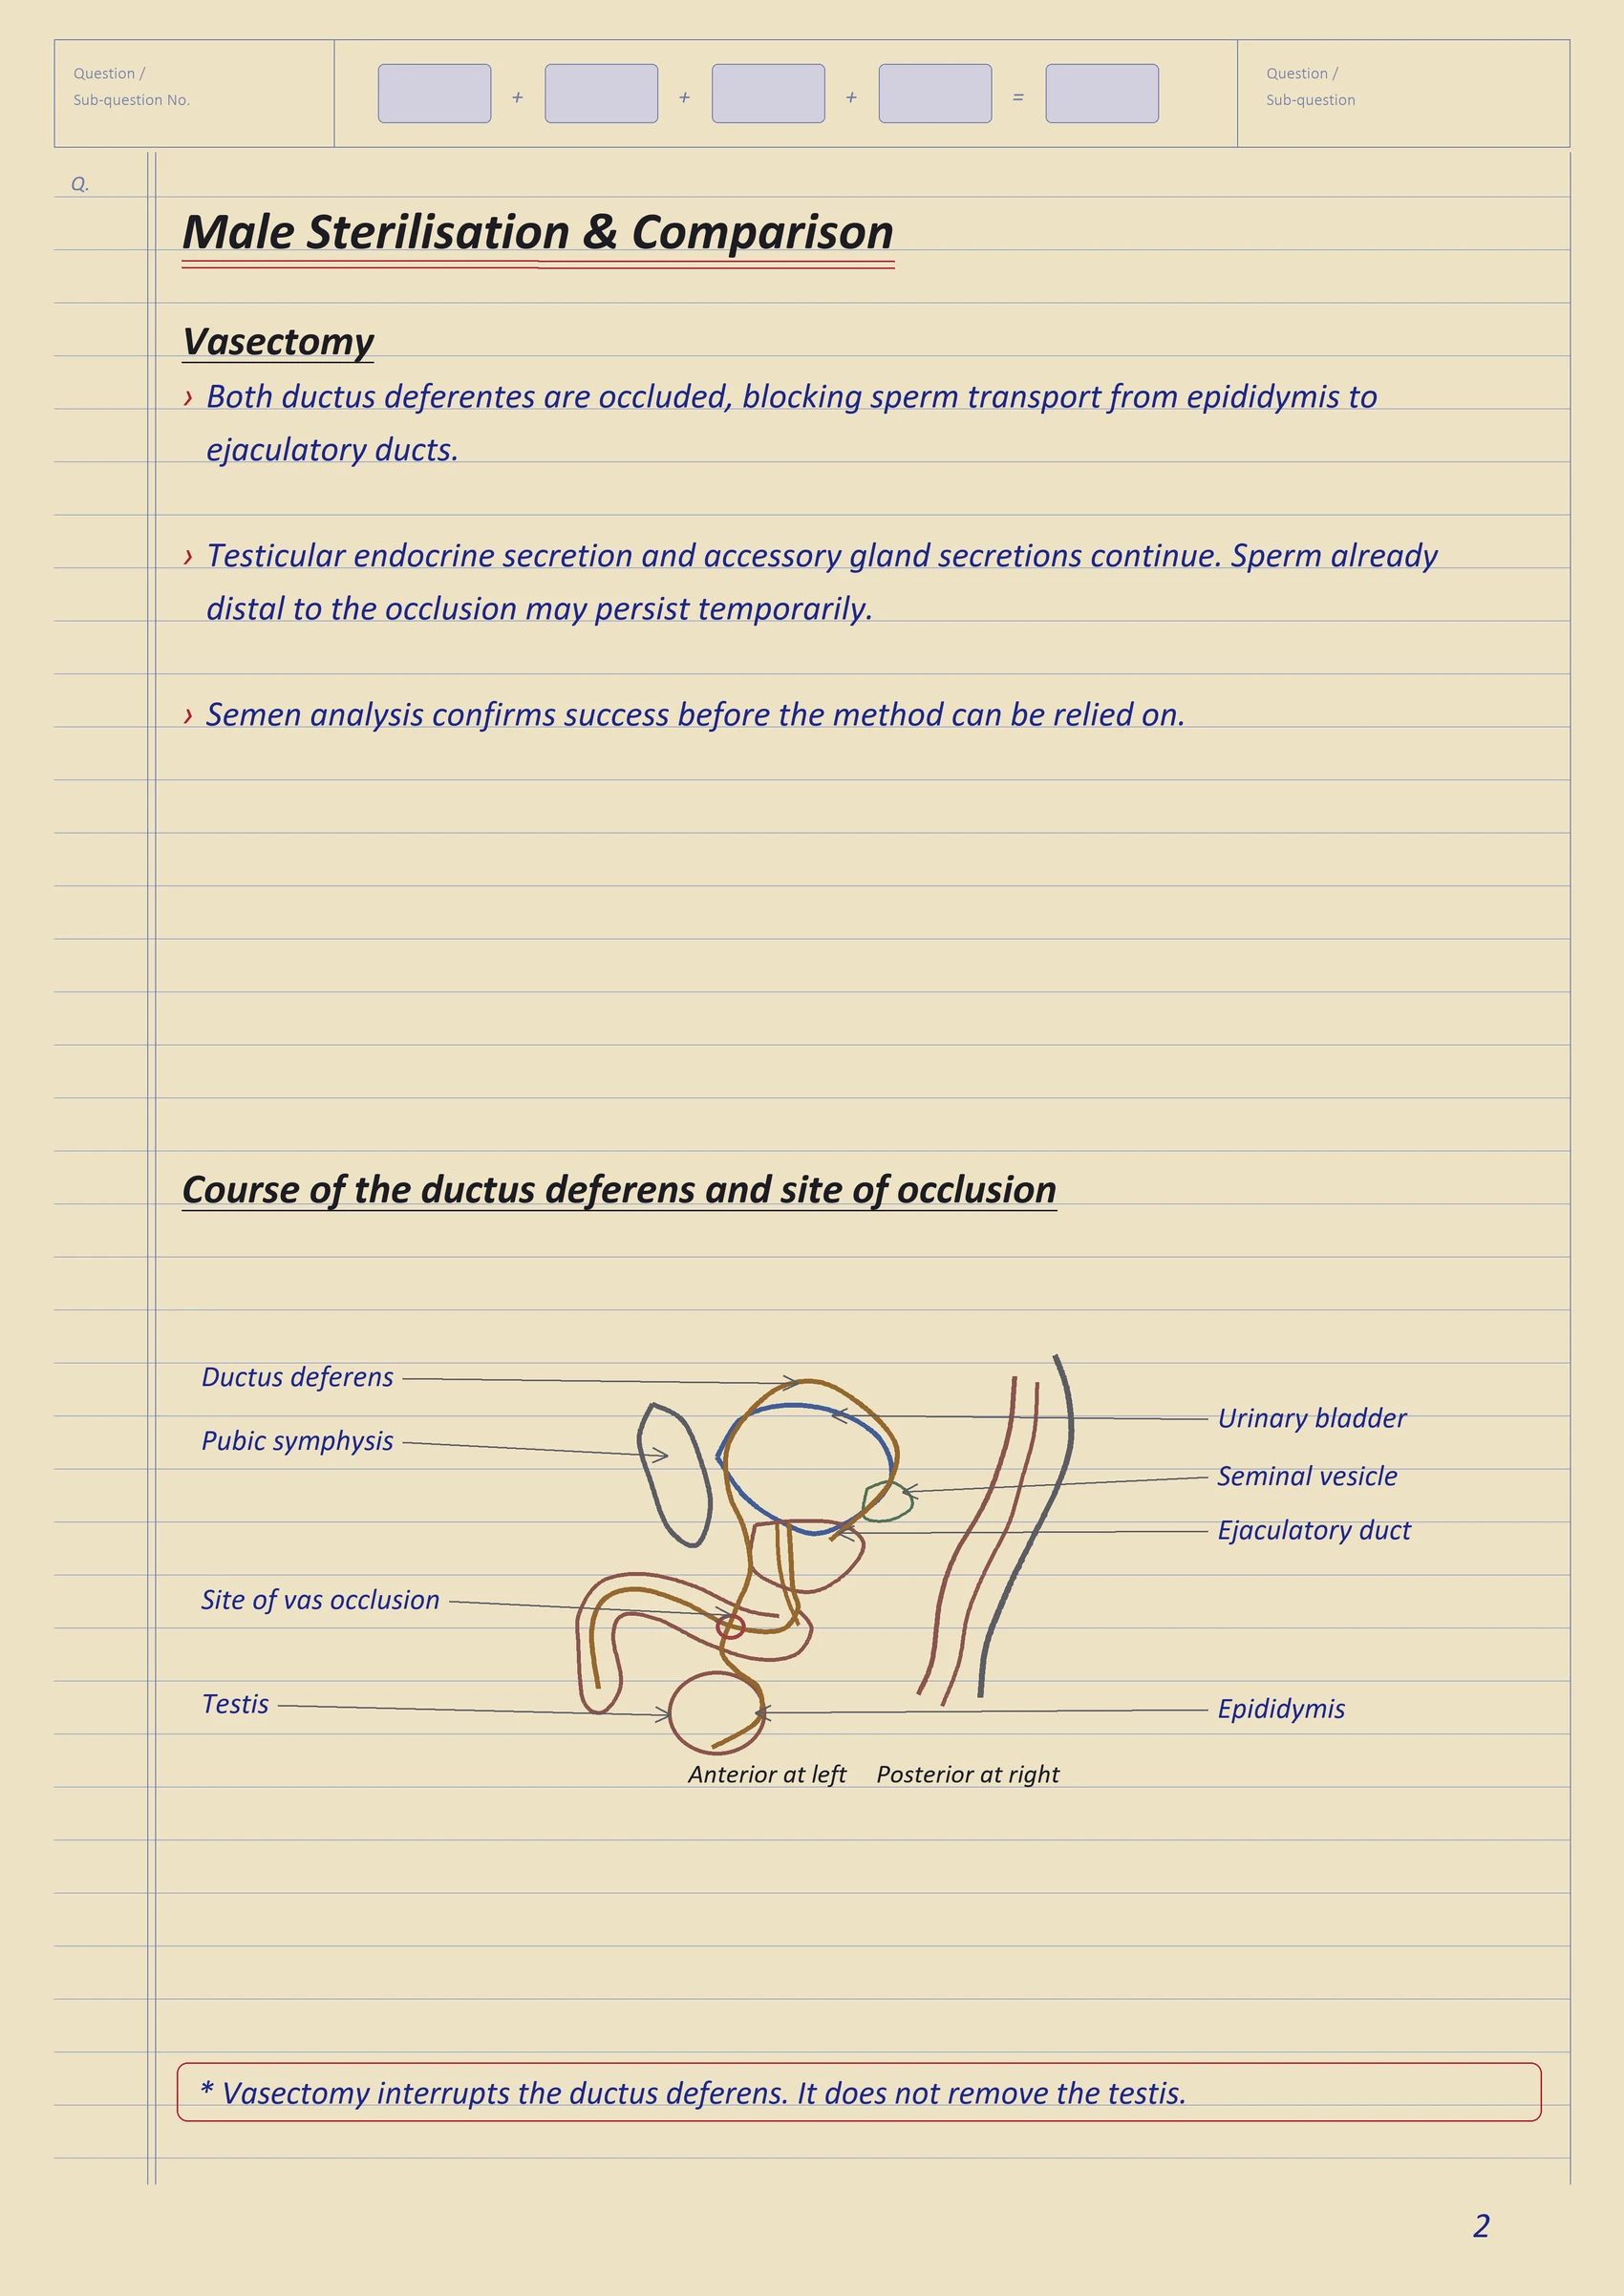 Question /
Sub-question No.
+ + + =
Question /
Sub-question
Q.
Male Sterilisation & Comparison
Vasectomy
› Both ductus deferentes are occluded, blocking sperm transport from epididymis to
ejaculatory ducts.
› Testicular endocrine secretion and accessory gland secretions continue. Sperm already
distal to the occlusion may persist temporarily.
› Semen analysis confirms success before the method can be relied on.
Course of the ductus deferens and site of occlusion
Ductus deferens
Urinary bladder
Pubic symphysis
Seminal vesicle
Ejaculatory duct
Site of vas occlusion
Testis
Epididymis
Anterior at left Posterior at right
* Vasectomy interrupts the ductus deferens. It does not remove the testis.
2